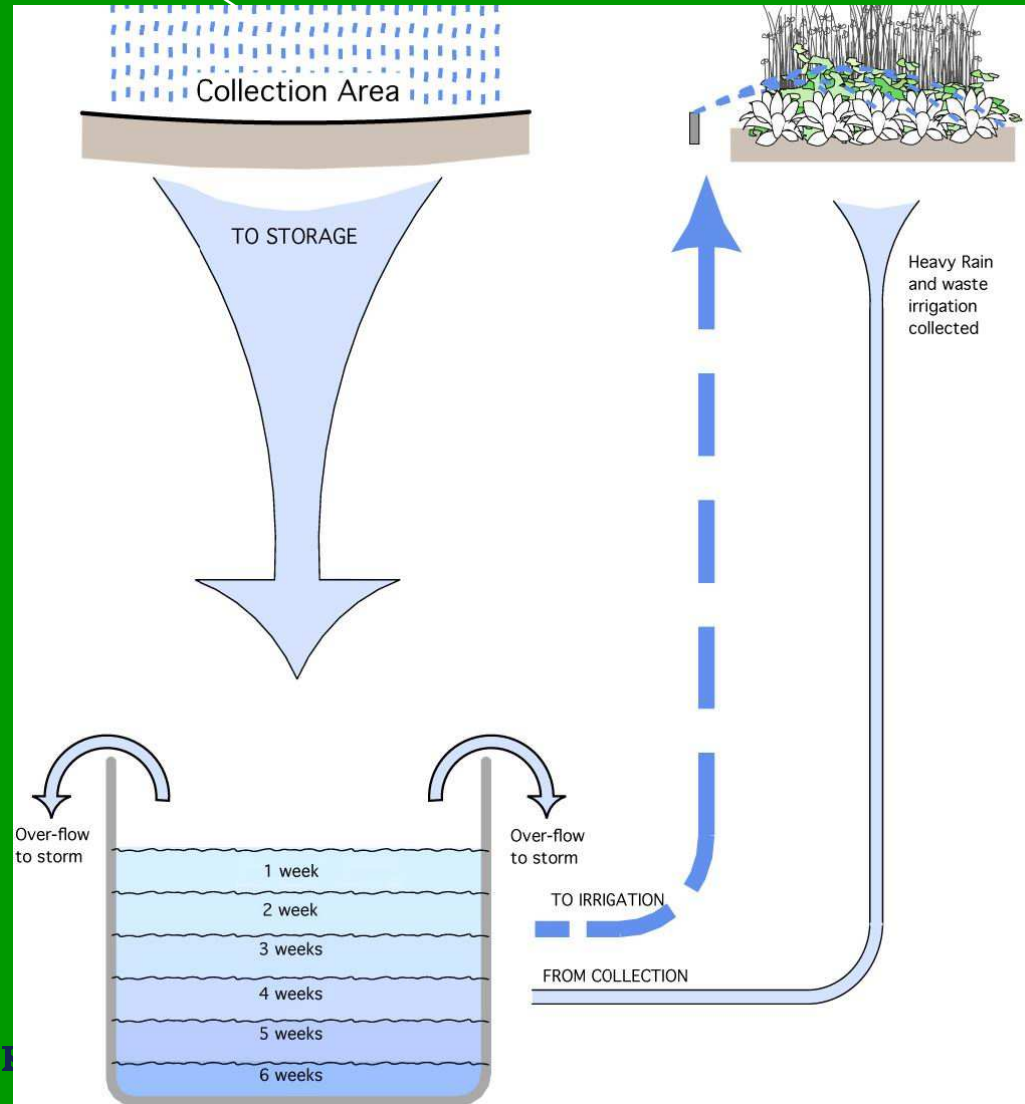 Collection Area
TO STORAGE
Heavy Rain
and waste
irrigation
collected
Over-flow
to storm
Over-flow
to storm
1 week
2 week
3 weeks
4 weeks
5 weeks
6 weeks
TO IRRIGATION
FROM COLLECTION